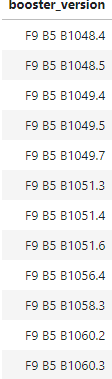 booster_version
F9 B5 B1048.4
F9 B5 B1048.5
F9 B5 B1049.4
F9 B5 B1049.5
F9 B5 B1049.7
F9 B5 B1051.3
F9 B5 B1051.4
F9 B5 B1051.6
F9 B5 B1056.4
F9 B5 B1058.3
F9 B5 B1060.2
F9 B5 B1060.3